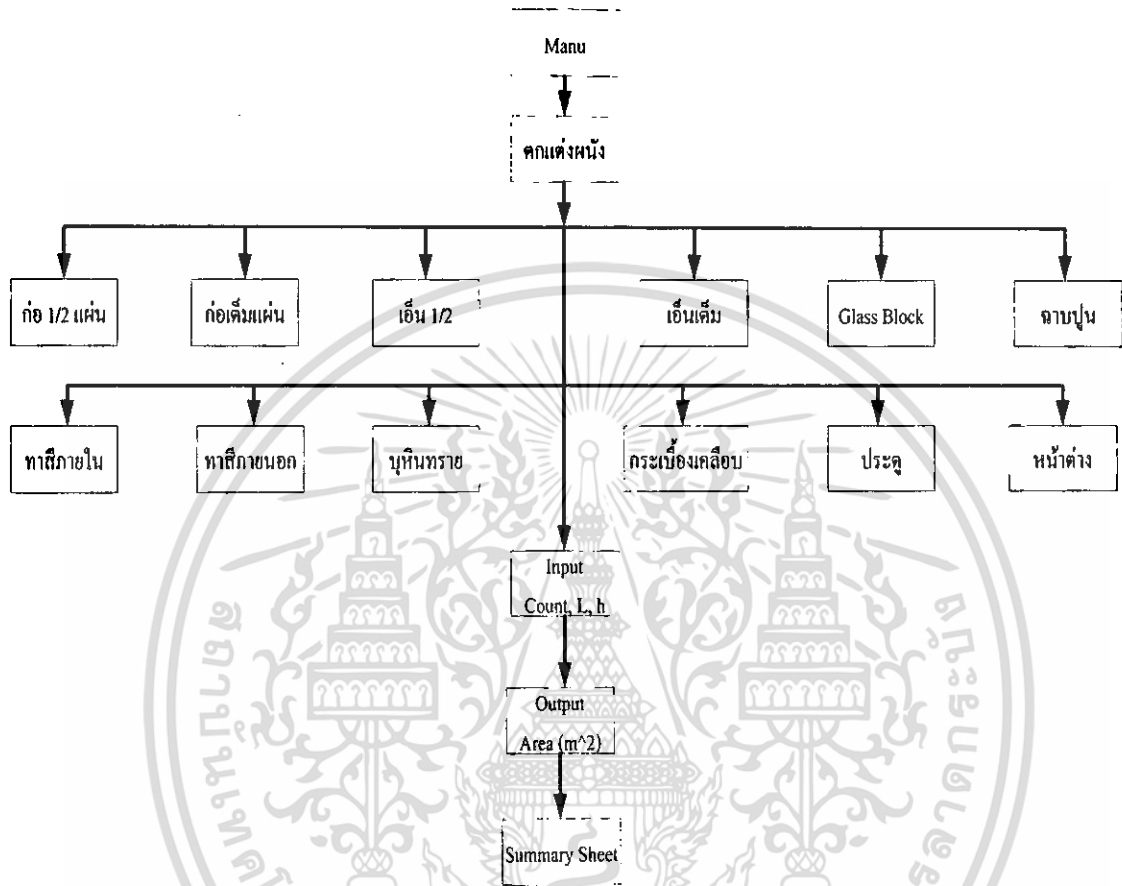 Manu
ตกแต่งผนัง
ก่อ 1/2 แผ่น
ก่อเต็มแผ่น
เอ็น 1/2
เอ็นเต็ม
Glass Block
ฉาบปูน
ทาสีภายใน
ทาสีภายนอก
บุหินทราย
กระเบื้องเคลือบ
ประตู
หน้าต่าง
Input
Count, L, h
Output
Area (m^2)
Summary Sheet